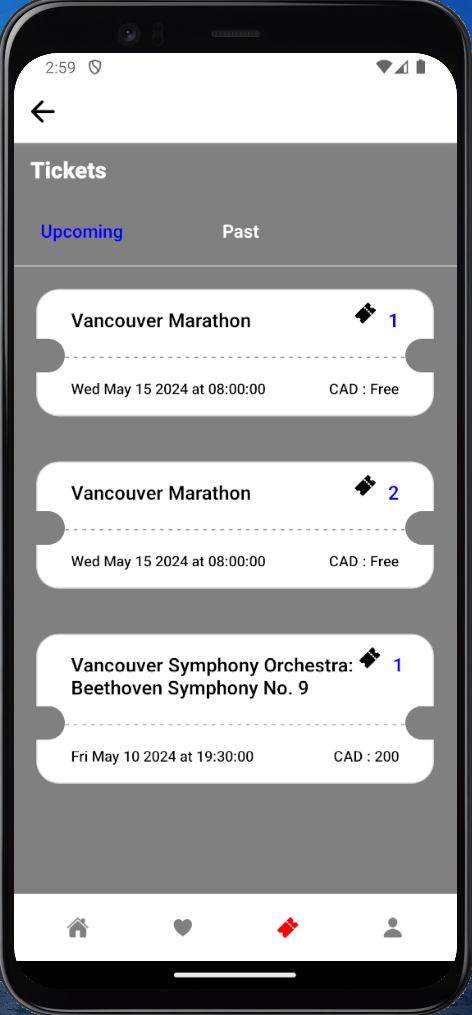 2:59
Tickets
Upcoming Past
Vancouver Marathon 1
Wed May 15 2024 at 08:00:00 CAD : Free
Vancouver Marathon 2
Wed May 15 2024 at 08:00:00 CAD : Free
Vancouver Symphony Orchestra: 1
Beethoven Symphony No. 9
Fri May 10 2024 at 19:30:00 CAD : 200